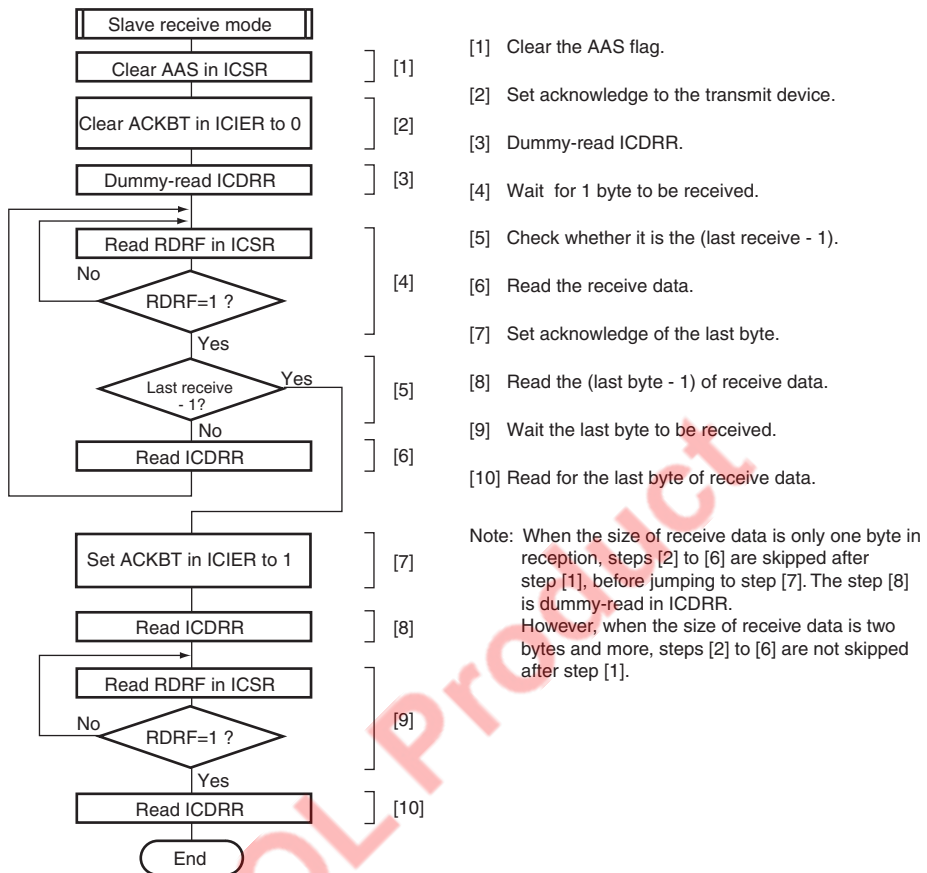 Slave receive mode
Clear AAS in ICSR
[1]
Clear ACKBT in ICIER to 0
[2]
Dummy-read ICDRR
[3]
Read RDRF in ICSR
No
RDRF=1 ?
[4]
Yes
Last receive
- 1?
Yes
[5]
No
Read ICDRR
[6]
Set ACKBT in ICIER to 1
[7]
Read ICDRR
[8]
Read RDRF in ICSR
No
RDRF=1 ?
[9]
Yes
Read ICDRR
[10]
End
[1] Clear the AAS flag.
[2] Set acknowledge to the transmit device.
[3] Dummy-read ICDRR.
[4] Wait for 1 byte to be received.
[5] Check whether it is the (last receive - 1).
[6] Read the receive data.
[7] Set acknowledge of the last byte.
[8] Read the (last byte - 1) of receive data.
[9] Wait the last byte to be received.
[10] Read for the last byte of receive data.
Note: When the size of receive data is only one byte in
reception, steps [2] to [6] are skipped after
step [1], before jumping to step [7]. The step [8]
is dummy-read in ICDRR.
However, when the size of receive data is two
bytes and more, steps [2] to [6] are not skipped
after step [1].
OL Product